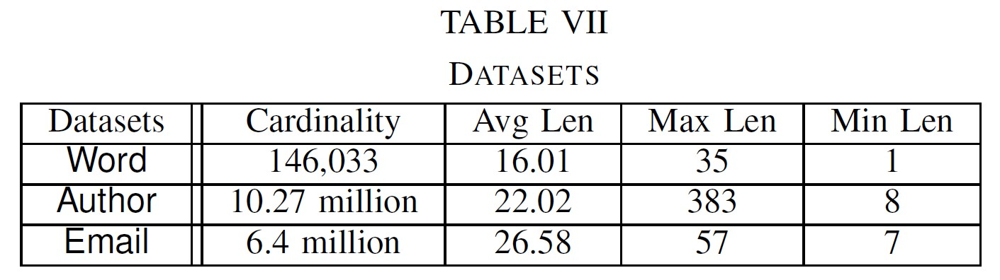 TABLE VII
DATASETS
Datasets Cardinality Avg Len Max Len Min Len
Word 146,033 16.01 35 1
Author 10.27 million 22.02 383 8
Email 6.4 million 26.58 57 7